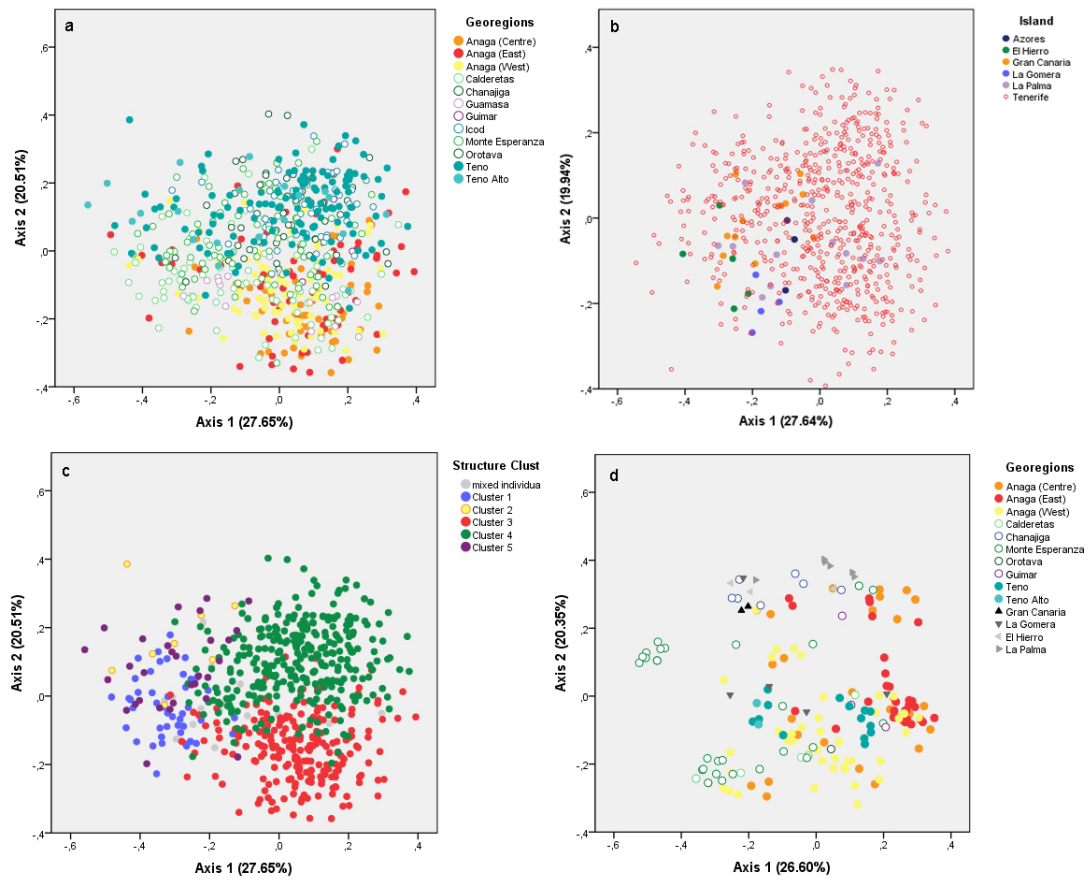 a
Georegions
Anaga (Centre)
Anaga (East)
Anaga (West)
Calderetas
Chanajiga
Guamasa
Guimar
Icod
Monte Esperanza
Orotava
Teno
Teno Alto
,6
,4
,2
,0
-,2
-,4
Axis 2 (20.51%)
-,6
-,4
-,2
,0
,2
,4
Axis 1 (27.65%)
b
Island
Azores
El Hierro
Gran Canaria
La Gomera
La Palma
Tenerife
,4
,2
,0
-,2
-,4
Axis 2 (19.94%)
-,6
-,4
-,2
,0
,2
,4
Axis 1 (27.64%)
c
Structure Clust
mixed individua
Cluster 1
Cluster 2
Cluster 3
Cluster 4
Cluster 5
,6
,4
,2
,0
-,2
-,4
Axis 2 (20.51%)
-,6
-,4
-,2
,0
,2
,4
Axis 1 (27.65%)
d
Georegions
Anaga (Centre)
Anaga (East)
Anaga (West)
Calderetas
Chanajiga
Monte Esperanza
Orotava
Guimar
Teno
Teno Alto
Gran Canaria
La Gomera
El Hierro
La Palma
,6
,4
,2
,0
-,2
-,4
Axis 2 (20.35%)
-,6
-,4
-,2
,0
,2
,4
Axis 1 (26.60%)